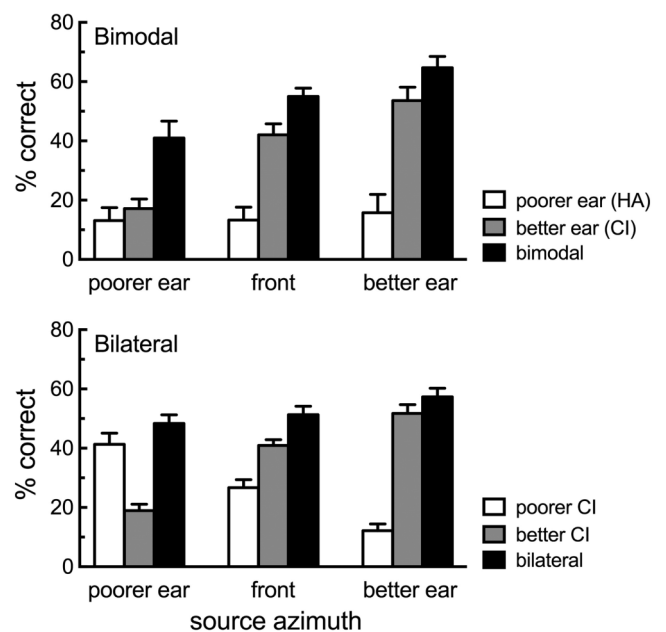 Bimodal
% correct
80
60
40
20
0
poorer ear
front
better ear
poorer ear (HA)
better ear (CI)
bimodal
Bilateral
% correct
80
60
40
20
0
poorer ear
front
better ear
source azimuth
poorer CI
better CI
bilateral